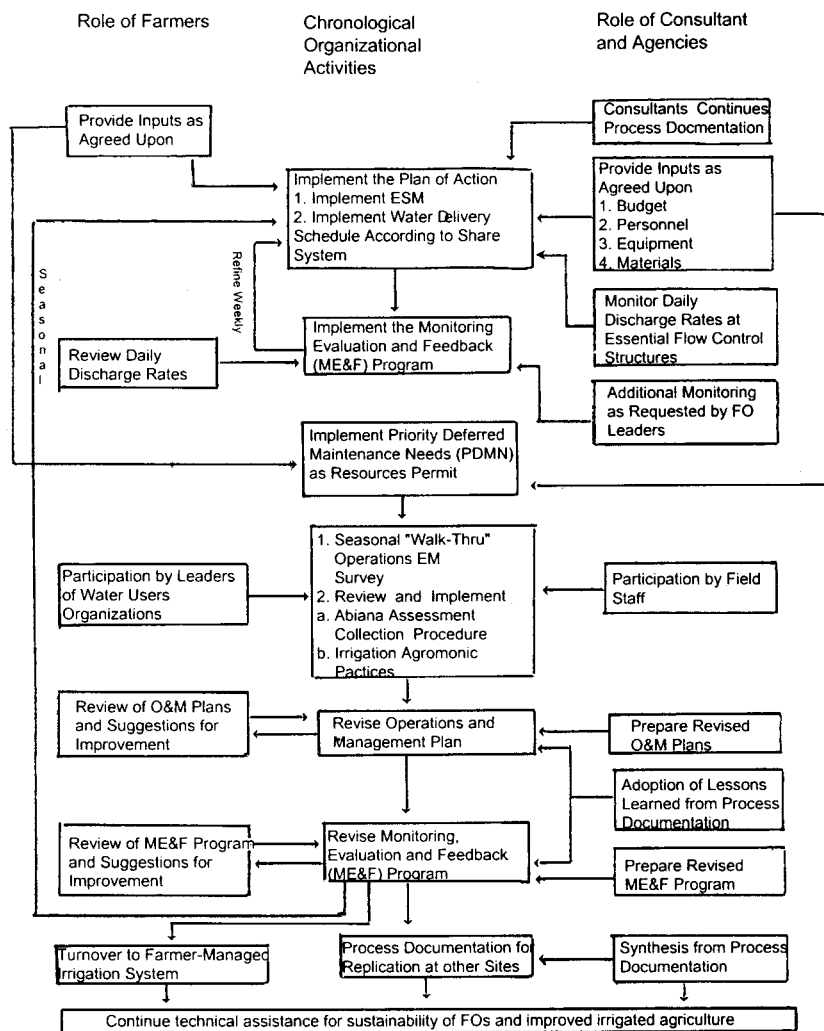 Role of Farmers
Chronological
Organizational
Activities
Role of Consultant
and Agencies
Provide Inputs as
Agreed Upon
Consultants Continues
Process Docmentation
Implement the Plan of Action
1. Implement ESM
2. Implement Water Delivery
Schedule According to Share
System
Provide Inputs as
Agreed Upon
1. Budget
2. Personnel
3. Equipment
4. Materials
Seasonal
Refine Weekly
Monitor Daily
Discharge Rates at
Essential Flow Control
Structures
Review Daily
Discharge Rates
Implement the Monitoring
Evaluation and Feedback
(ME&F) Program
Additional Monitoring
as Requested by FO
Leaders
Implement Priority Deferred
Maintenance Needs (PDMN)
as Resources Permit
Participation by Leaders
of Water Users
Organizations
1. Seasonal "Walk-Thru"
Operations EM
Survey
2. Review and Implement
a. Abiana Assessment
Collection Procedure
b. Irrigation Agromonic
Pactices
Participation by Field
Staff
Review of O&M Plans
and Suggestions for
Improvement
Revise Operations and
Management Plan
Prepare Revised
O&M Plans
Adoption of Lessons
Learned from Process
Documentation
Review of ME&F Program
and Suggestions for
Improvement
Revise Monitoring,
Evaluation and Feedback
(ME&F) Program
Prepare Revised
ME&F Program
Turnover to Farmer-Managed
Irrigation System
Process Documentation for
Replication at other Sites
Synthesis from Process
Documentation
Continue technical assistance for sustainability of FOs and improved irrigated agriculture